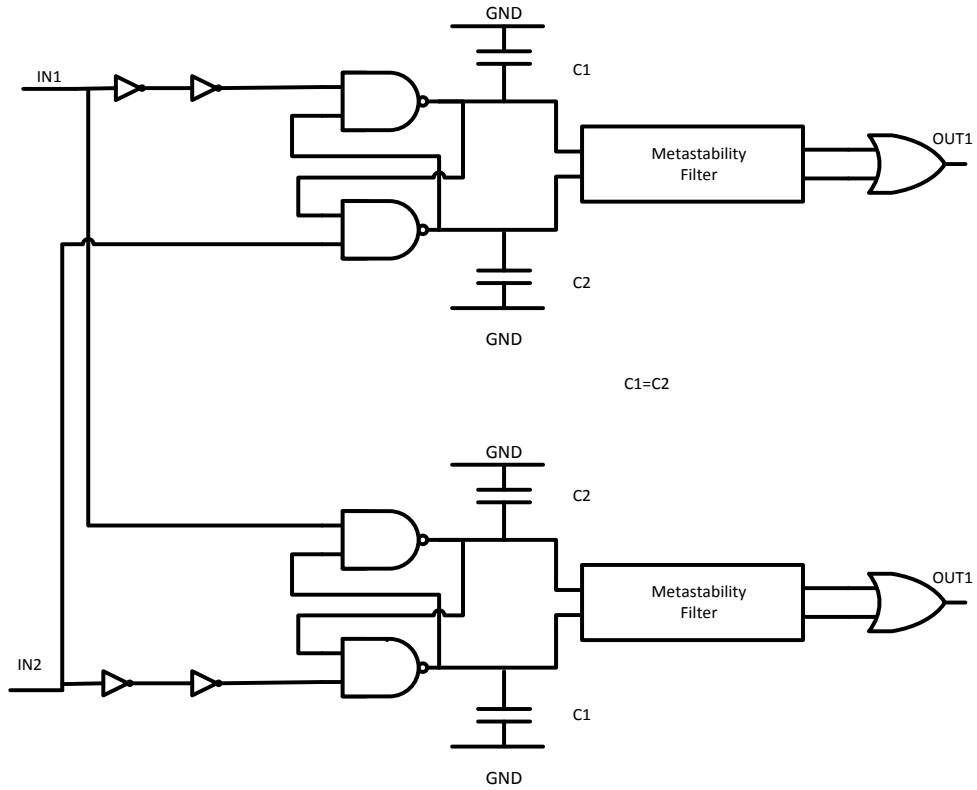 GND
C1
IN1
OUT1
Metastability
Filter
C2
GND
C1=C2
GND
C2
OUT1
Metastability
Filter
IN2
C1
GND